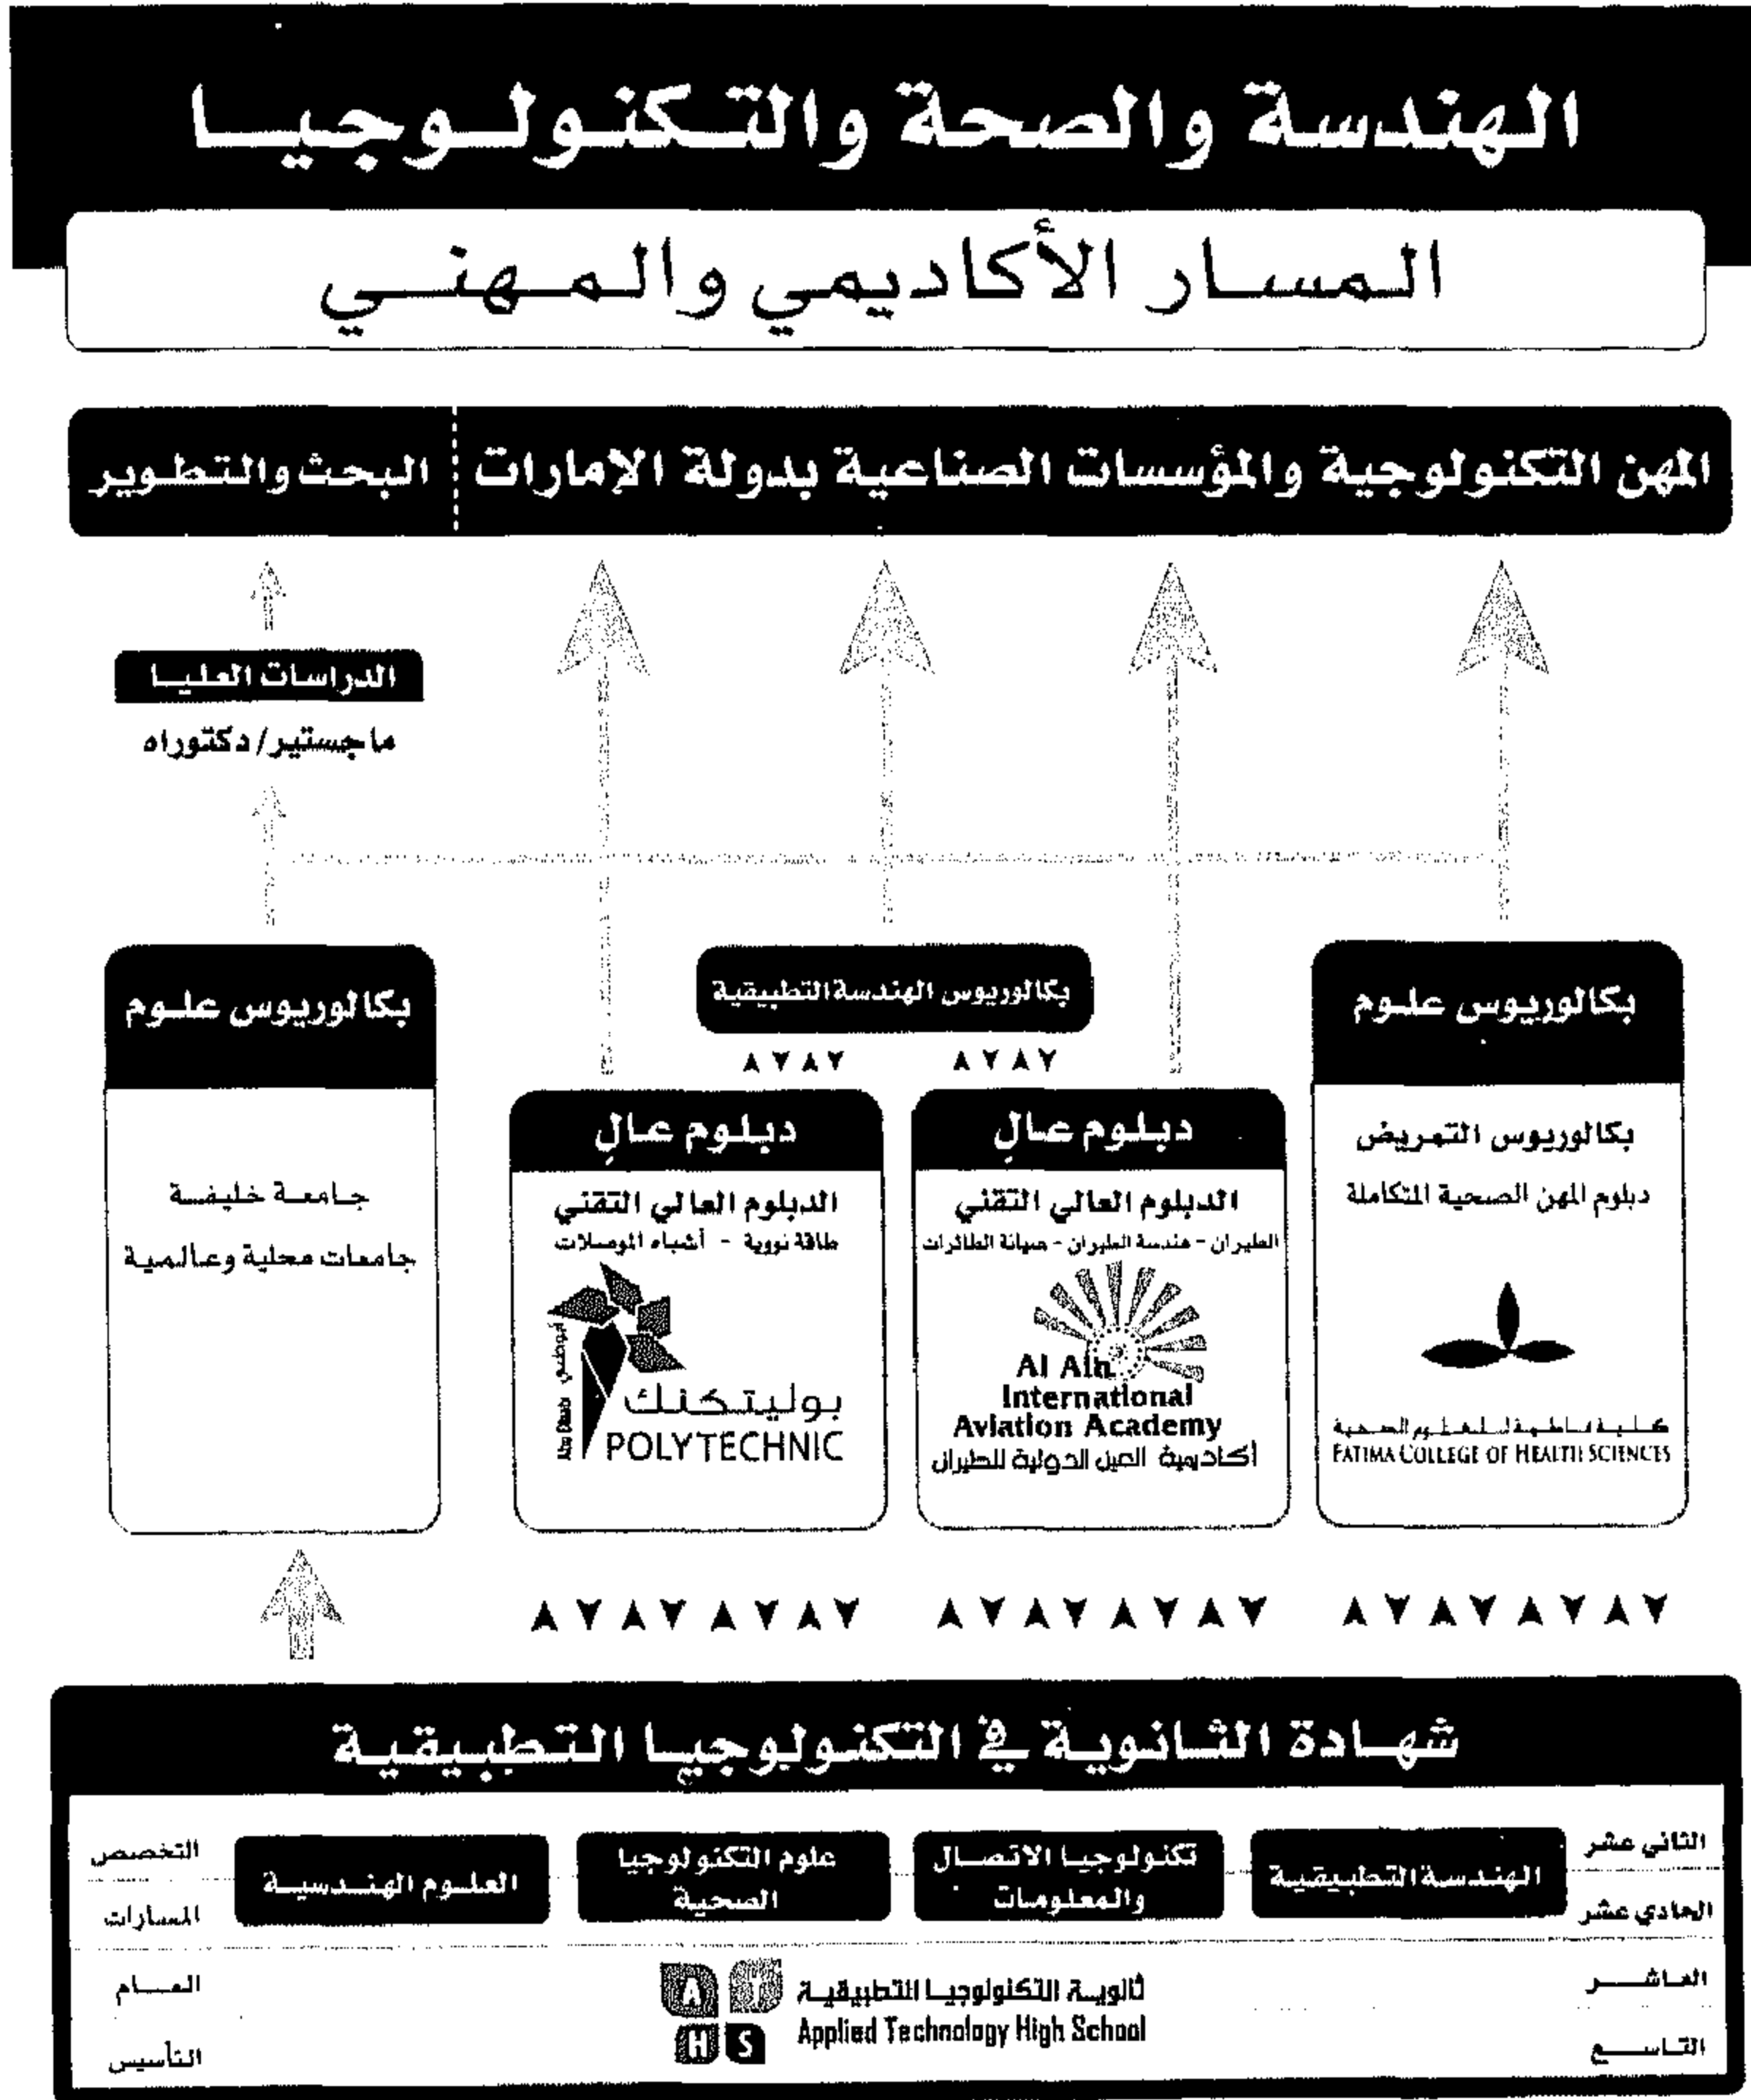 الهندسة والصحة والتكنولوجيا
المسار الأكاديمي والمهني
المهن التكنولوجية والمؤسسات الصناعية بدولة الإمارات
البحث والتطوير
الدراسات العليا
ماجستير/دكتوراه
بكالوريوس علوم
بكالوريوس التمريض
دبلوم المهن الصحية المتكاملة
كلية فاطمة للعلوم الصحية
FATIMA COLLEGE OF HEALTH SCIENCES
بكالوريوس الهندسة التطبيقية
دبلوم عالٍ
الدبلوم العالي التقني
الطيران - هندسة الطيران - صيانة الطائرات
Al Ain
International
Aviation Academy
أكاديمية العين الدولية للطيران
دبلوم عالٍ
الدبلوم العالي التقني
طاقة نووية - أشباه الموصلات
أبوظبي Abu Dhabi
بوليتكنك
POLYTECHNIC
بكالوريوس علوم
جامعة خليفة
جامعات محلية وعالمية
شهادة الثانوية في التكنولوجيا التطبيقية
الثاني عشر
التخصص
الحادي عشر
المسارات
الهندسة التطبيقية
تكنولوجيا الاتصال
والمعلومات
علوم التكنولوجيا
الصحية
العلوم الهندسية
العاشر
العام
التاسع
التأسيس
ثانوية التكنولوجيا التطبيقية
Applied Technology High School
A T
H S